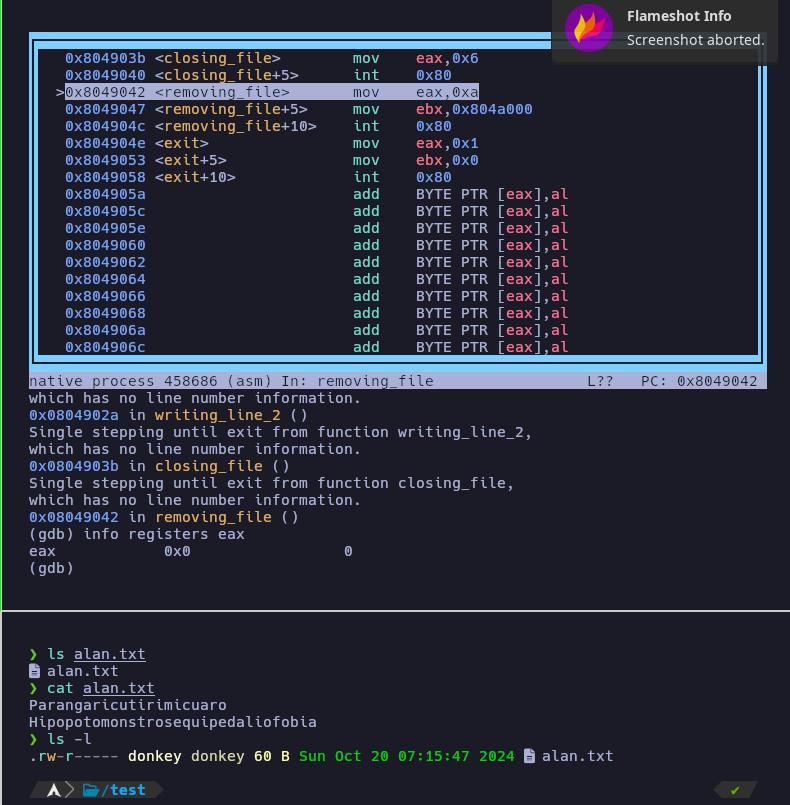 Flameshot Info
Screenshot aborted.
0x804903b <closing_file> mov eax,0x6
0x8049040 <closing_file+5> int 0x80
>0x8049042 <removing_file> mov eax,0xa
0x8049047 <removing_file+5> mov ebx,0x804a000
0x804904c <removing_file+10> int 0x80
0x804904e <exit> mov eax,0x1
0x8049053 <exit+5> mov ebx,0x0
0x8049058 <exit+10> int 0x80
0x804905a add BYTE PTR [eax],al
0x804905c add BYTE PTR [eax],al
0x804905e add BYTE PTR [eax],al
0x8049060 add BYTE PTR [eax],al
0x8049062 add BYTE PTR [eax],al
0x8049064 add BYTE PTR [eax],al
0x8049066 add BYTE PTR [eax],al
0x8049068 add BYTE PTR [eax],al
0x804906a add BYTE PTR [eax],al
0x804906c add BYTE PTR [eax],al
native process 458686 (asm) In: removing_file L?? PC: 0x8049042
which has no line number information.
0x0804902a in writing_line_2 ()
Single stepping until exit from function writing_line_2,
which has no line number information.
0x0804903b in closing_file ()
Single stepping until exit from function closing_file,
which has no line number information.
0x08049042 in removing_file ()
(gdb) info registers eax
eax 0x0 0
(gdb)
❯ ls alan.txt
alan.txt
❯ cat alan.txt
Parangaricutirimicuaro
Hipopotomonstrosequipedaliofobia
❯ ls -l
.rw-r----- donkey donkey 60 B Sun Oct 20 07:15:47 2024 alan.txt
/test ✔